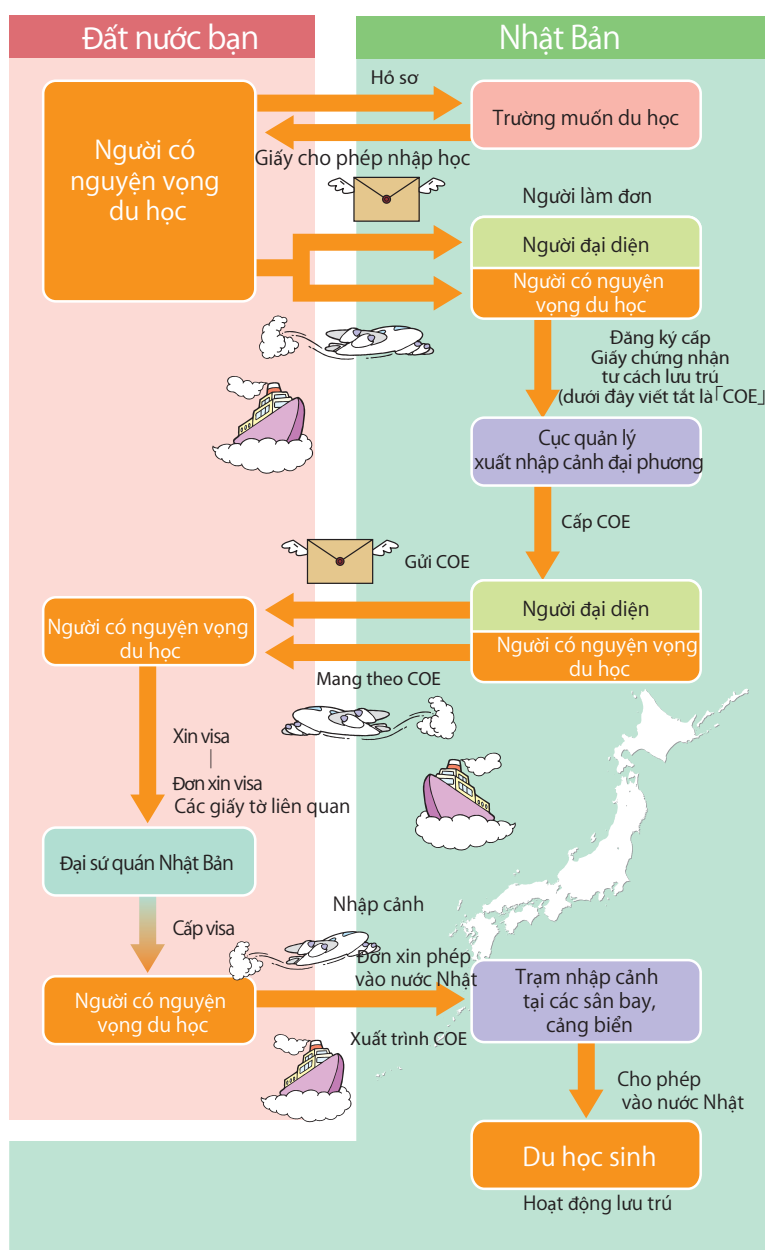 Đất nước bạn
Nhật Bản
Hồ sơ
Người có
nguyện vọng
du học
Trường muốn du học
Giấy cho phép nhập học
Người làm đơn
Người đại diện
Người có nguyện
vọng du học
Đăng ký cấp
Giấy chứng nhận
tư cách lưu trú
(dưới đây viết tắt là「COE」
Cục quản lý
xuất nhập cảnh đại phương
Cấp COE
Gửi COE
Người đại diện
Người có nguyện vọng
du học
Người có nguyện vọng
du học
Mang theo COE
Xin visa
|
Đơn xin visa
Các giấy tờ liên quan
Đại sứ quán Nhật Bản
Cấp visa
Nhập cảnh
Đơn xin phép
vào nước Nhật
Người có nguyện
vọng du học
Xuất trình COE
Trạm nhập cảnh
tại các sân bay,
cảng biển
Cho phép
vào nước Nhật
Du học sinh
Hoạt động lưu trú